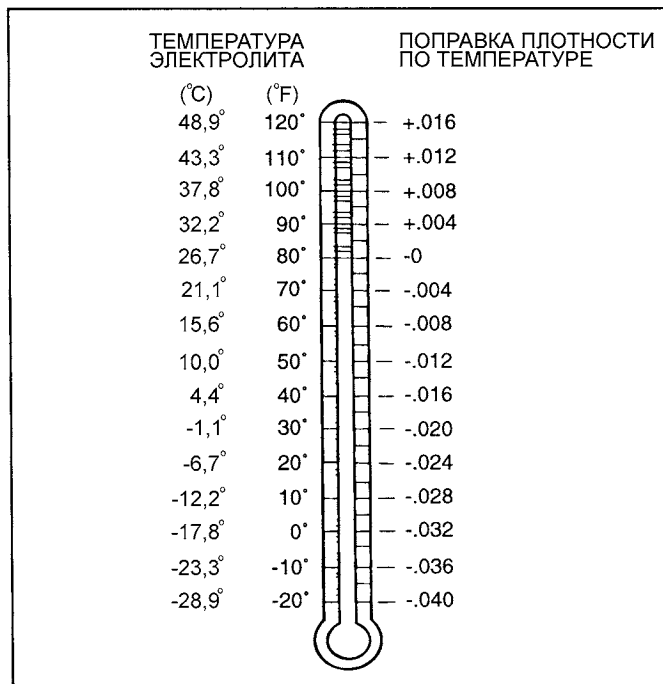 ТЕМПЕРАТУРА ЭЛЕКТРОЛИТА
ПОПРАВКА ПЛОТНОСТИ ПО ТЕМПЕРАТУРЕ
(°C) (°F)
48,9° 120° +.016
43,3° 110° +.012
37,8° 100° +.008
32,2° 90° +.004
26,7° 80° -0
21,1° 70° -.004
15,6° 60° -.008
10,0° 50° -.012
4,4° 40° -.016
-1,1° 30° -.020
-6,7° 20° -.024
-12,2° 10° -.028
-17,8° 0° -.032
-23,3° -10° -.036
-28,9° -20° -.040